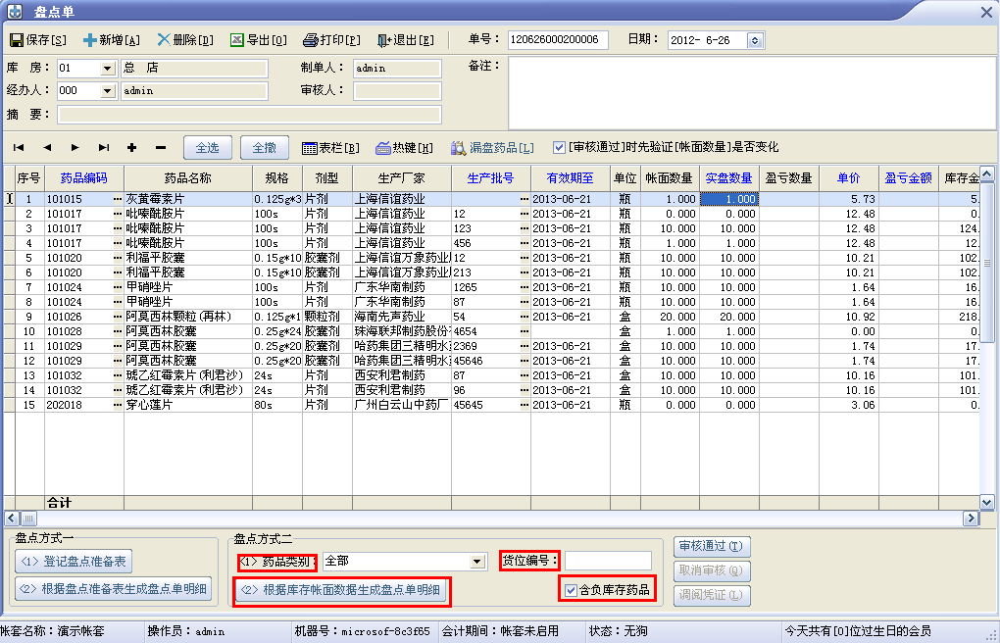 盘点单
保存[S] 新增[A] 删除[D] 导出[O] 打印[P] 退出[E] 单号: 120626000200006 日期: 2012- 6-26
库 房: 01 总 店 制单人: admin 备注:
经办人: 000 admin 审核人:
摘 要:
全选 全撤 表栏[B] 热键[H] 漏盘药品[L] [审核通过]时先验证[帐面数量]是否变化
序号 药品编码 药品名称 规格 剂型 生产厂家 生产批号 有效期至 单位 帐面数量 实盘数量 盈亏数量 单价 盈亏金额 库存金
1 101015 灰黄霉素片 0.125g*3 片剂 上海信谊药业 2013-06-21 瓶 1.000 1.000 5.73 5.
2 101017 吡嗪酰胺片 100s 片剂 上海信谊药业 12 2013-06-21 瓶 0.000 0.000 12.48 0.
3 101017 吡嗪酰胺片 100s 片剂 上海信谊药业 123 2013-06-21 瓶 10.000 10.000 12.48 124.
4 101017 吡嗪酰胺片 100s 片剂 上海信谊药业 456 2013-06-21 瓶 1.000 1.000 12.48 12.
5 101020 利福平胶囊 0.15g*10 胶囊剂 上海信谊万象药业 12 2013-06-21 瓶 10.000 10.000 10.21 102.
6 101020 利福平胶囊 0.15g*10 胶囊剂 上海信谊万象药业 213 2013-06-21 瓶 10.000 10.000 10.21 102.
7 101024 甲硝唑片 100s 片剂 广东华南制药 1265 2013-06-21 瓶 10.000 10.000 1.64 16.
8 101024 甲硝唑片 100s 片剂 广东华南制药 87 2013-06-21 瓶 10.000 10.000 1.64 16.
9 101026 阿莫西林颗粒(再林) 0.125g*1 颗粒剂 海南先声药业 54 2013-06-21 盒 20.000 20.000 10.92 218.
10 101028 阿莫西林胶囊 0.25g*24 胶囊剂 珠海联邦制药股份 4654 盒 1.000 1.000 0.00 0.
11 101029 阿莫西林胶囊 0.25g*20 胶囊剂 哈药集团三精明水 2369 2013-06-21 盒 10.000 10.000 1.74 17.
12 101029 阿莫西林胶囊 0.25g*20 胶囊剂 哈药集团三精明水 45646 2013-06-21 盒 10.000 10.000 1.74 17.
13 101032 琥乙红霉素片(利君沙) 24s 片剂 西安利君制药 87 2013-06-21 盒 10.000 10.000 10.16 101.
14 101032 琥乙红霉素片(利君沙) 24s 片剂 西安利君制药 96 2013-06-21 盒 10.000 10.000 10.16 101.
15 202018 穿心莲片 80s 片剂 广州白云山中药厂 45645 2013-06-21 瓶 0.000 0.000 3.06 0.
合计
盘点方式一 盘点方式二
<1> 登记盘点准备表 <1> 药品类别: 全部 货位编号: 审核通过(T)
<2> 根据盘点准备表生成盘点单明细 <2> 根据库存帐面数据生成盘点单明细 含负库存药品 取消审核(Q)
调阅凭证(L)
帐套名称:演示帐套 操作员:admin 机器号:microsof-8c3f65 会计期间:帐套未启用 状态:无狗 今天共有[0]位过生日的会员